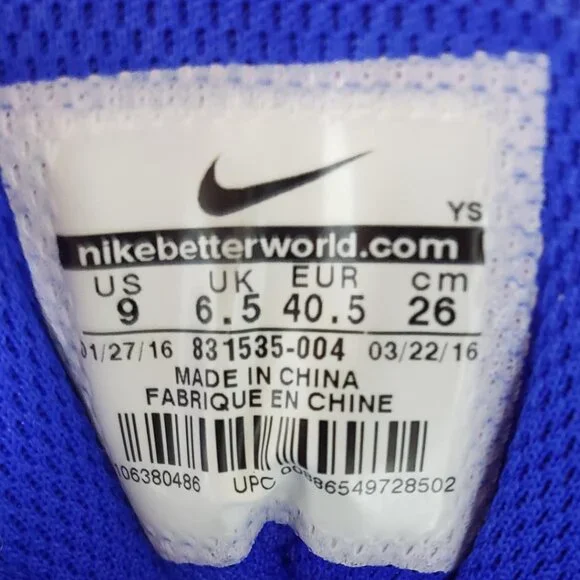 YS
nikebetterworld.com
US UK EUR cm
9 6.5 40.5 26
01/27/16 831535-004 03/22/16
MADE IN CHINA
FABRIQUE EN CHINE
106380486 UPC